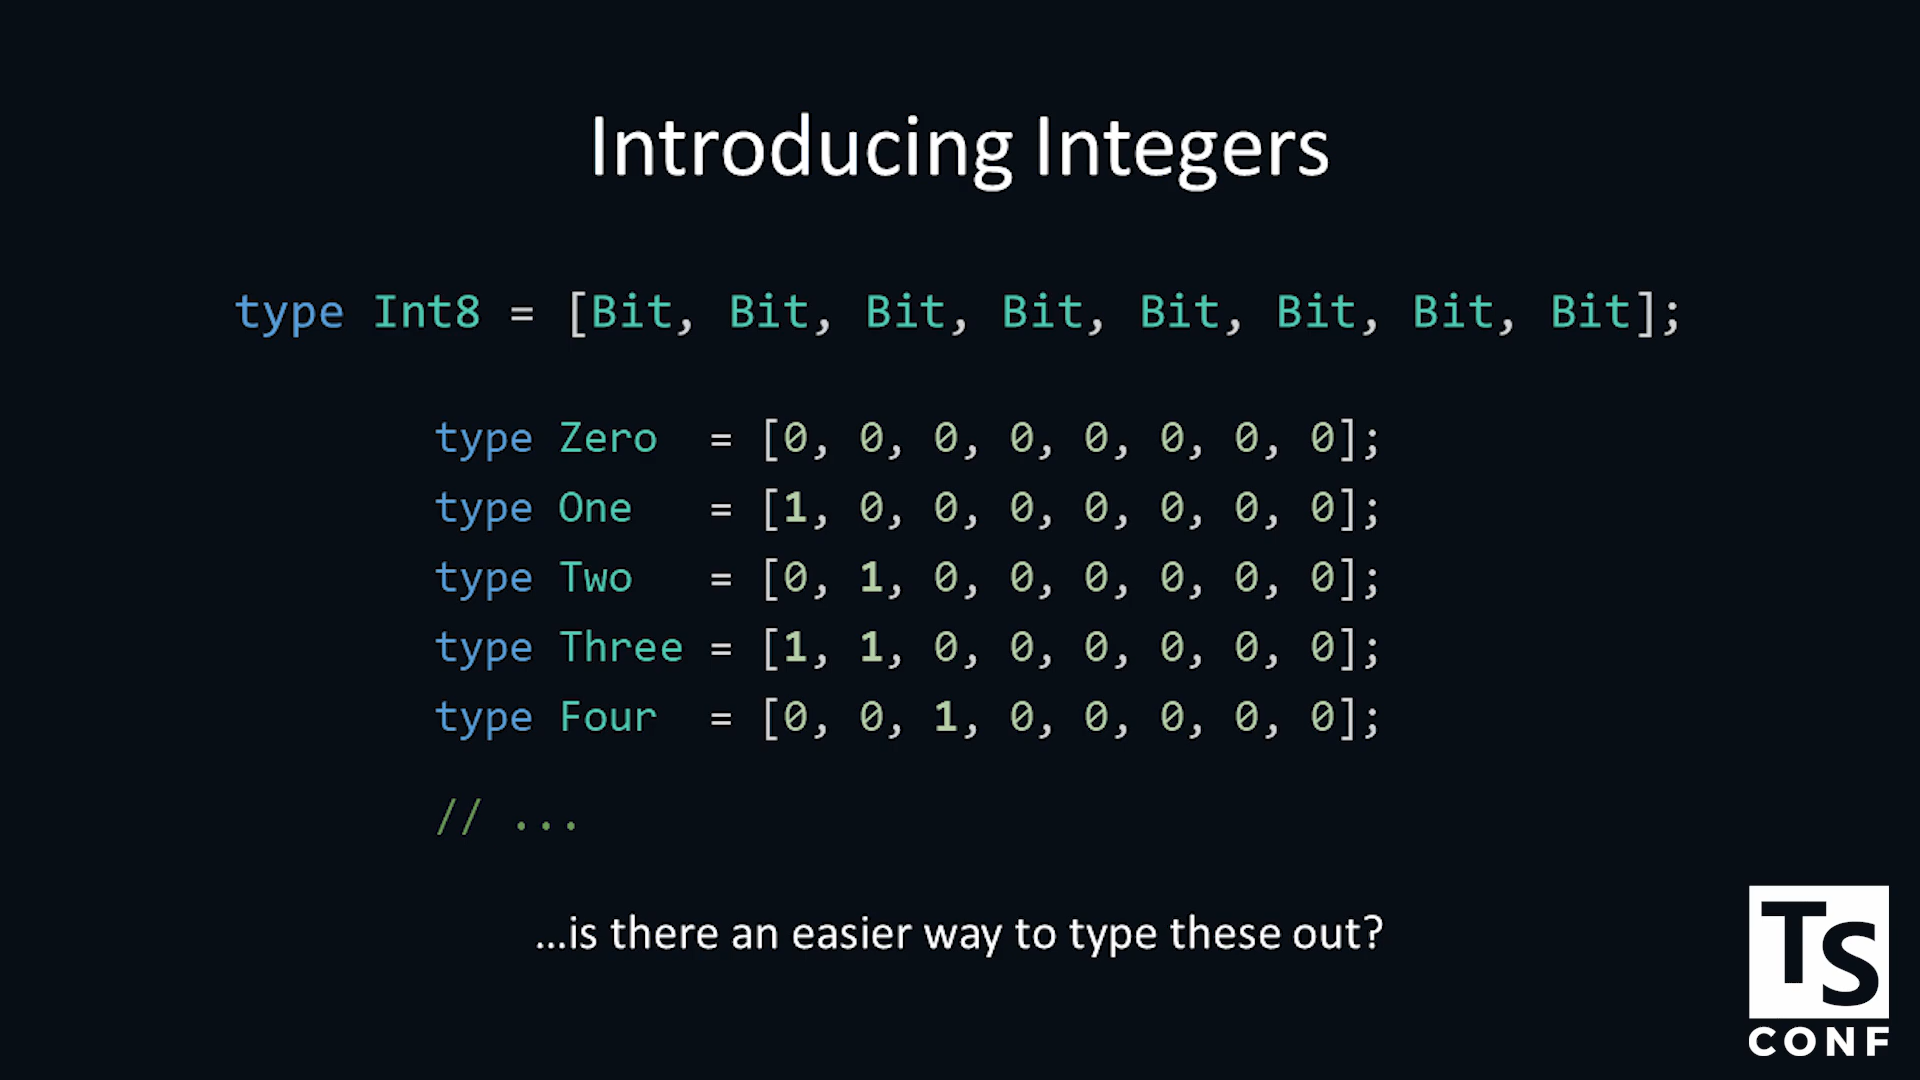 Introducing Integers
type Int8 = [Bit, Bit, Bit, Bit, Bit, Bit, Bit, Bit];
type Zero  = [0, 0, 0, 0, 0, 0, 0, 0];
type One   = [1, 0, 0, 0, 0, 0, 0, 0];
type Two   = [0, 1, 0, 0, 0, 0, 0, 0];
type Three = [1, 1, 0, 0, 0, 0, 0, 0];
type Four  = [0, 0, 1, 0, 0, 0, 0, 0];
// ...
...is there an easier way to type these out?
TS
CONF